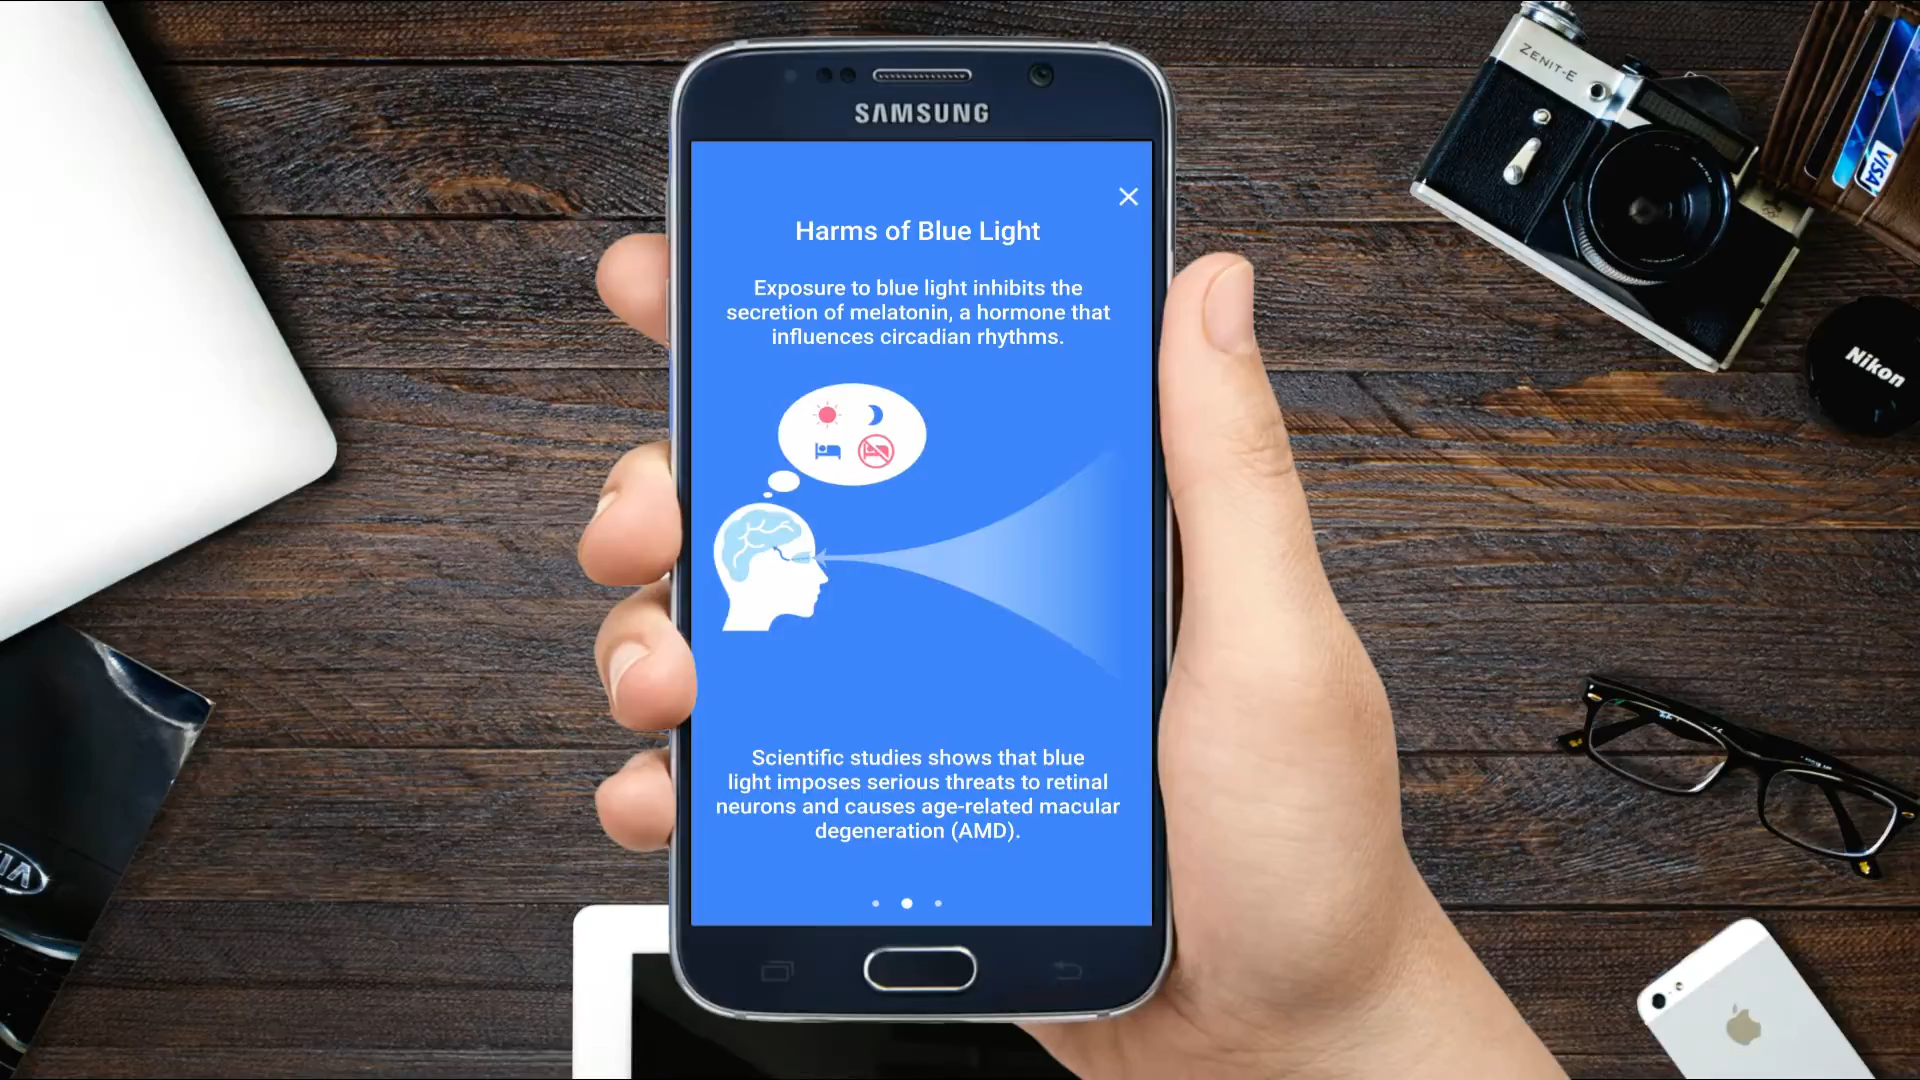 SAMSUNG
Harms of Blue Light
Exposure to blue light inhibits the
secretion of melatonin, a hormone that
influences circadian rhythms.
Scientific studies shows that blue
light imposes serious threats to retinal
neurons and causes age-related macular
degeneration (AMD).
ZENIT-E
VISA
Nikon
KIA